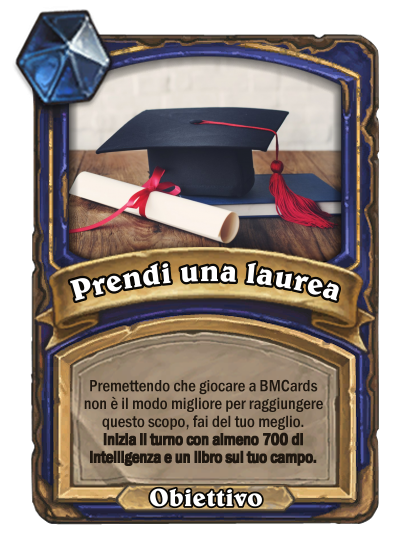 Prendi una laurea
Premettendo che giocare a BMCards
non è il modo migliore per raggiungere
questo scopo, fai del tuo meglio.
Inizia il turno con almeno 700 di
Intelligenza e un libro sul tuo campo.
Obiettivo